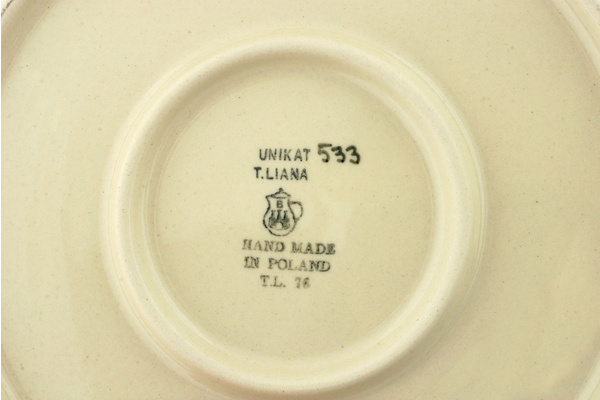 UNIKAT 533
T.LIANA
B
HAND MADE
IN POLAND
T.L. 76